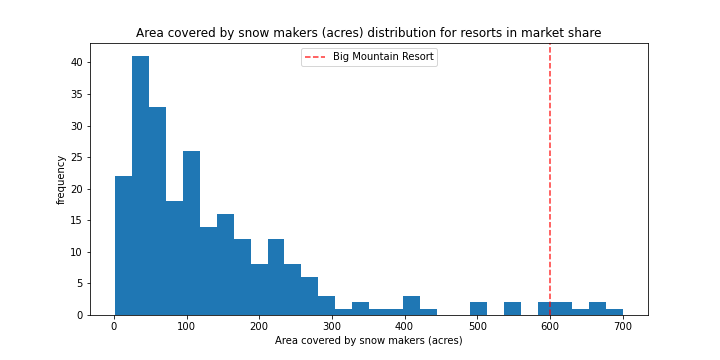 Area covered by snow makers (acres) distribution for resorts in market share
Big Mountain Resort
frequency
40
35
30
25
20
15
10
5
0
0 100 200 300 400 500 600 700
Area covered by snow makers (acres)